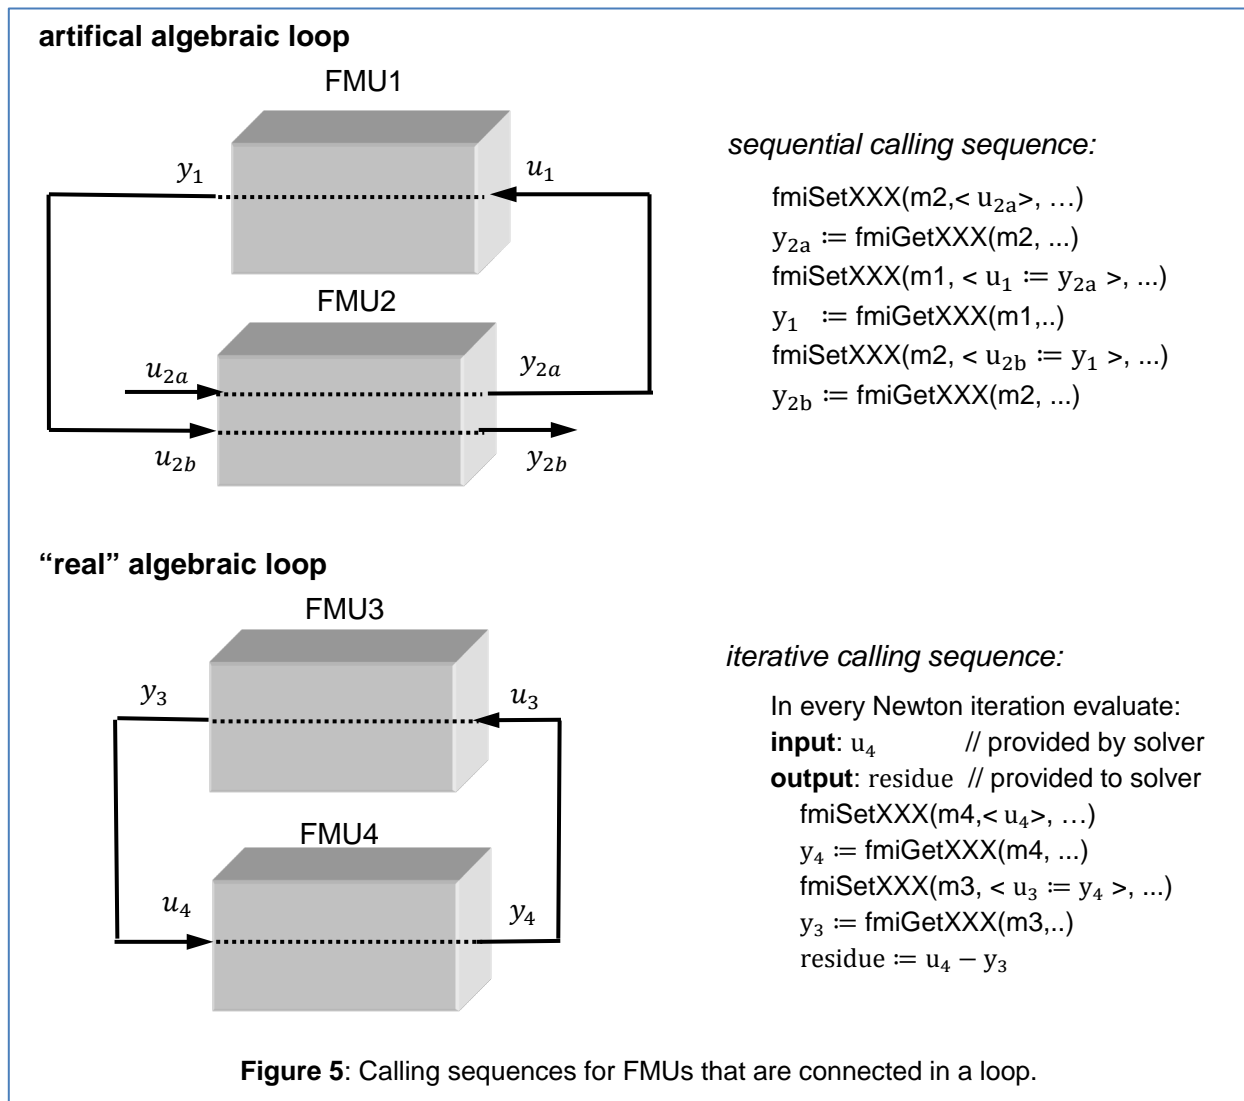 artifical algebraic loop
FMU1
y₁
u₁
FMU2
u₂ₐ
y₂ₐ
u₂b
y₂b
sequential calling sequence:
fmiSetXXX(m2,< u₂ₐ>, …)
y₂ₐ ≔ fmiGetXXX(m2, ...)
fmiSetXXX(m1, < u₁ ≔ y₂ₐ >, ...)
y₁ ≔ fmiGetXXX(m1,..)
fmiSetXXX(m2, < u₂b ≔ y₁ >, ...)
y₂b ≔ fmiGetXXX(m2, ...)
“real” algebraic loop
FMU3
y₃
u₃
FMU4
u₄
y₄
iterative calling sequence:
In every Newton iteration evaluate:
input: u₄ // provided by solver
output: residue // provided to solver
fmiSetXXX(m4,< u₄>, …)
y₄ ≔ fmiGetXXX(m4, ...)
fmiSetXXX(m3, < u₃ ≔ y₄ >, ...)
y₃ ≔ fmiGetXXX(m3,..)
residue ≔ u₄ − y₃
Figure 5: Calling sequences for FMUs that are connected in a loop.